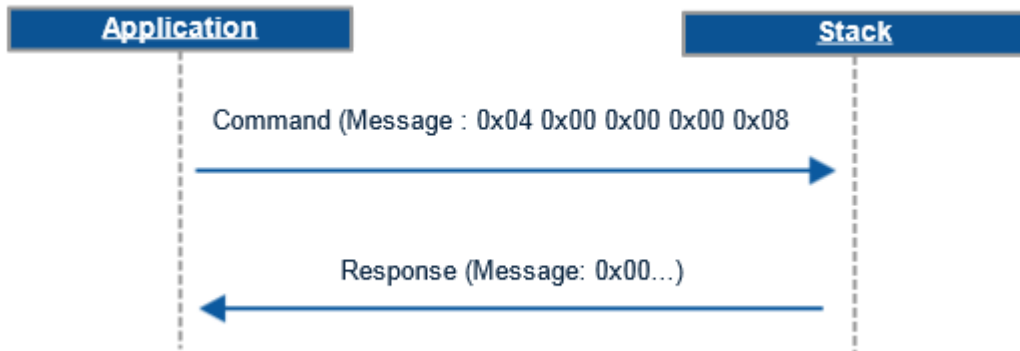 Application
Stack
Command (Message : 0x04 0x00 0x00 0x00 0x08
Response (Message: 0x00...)